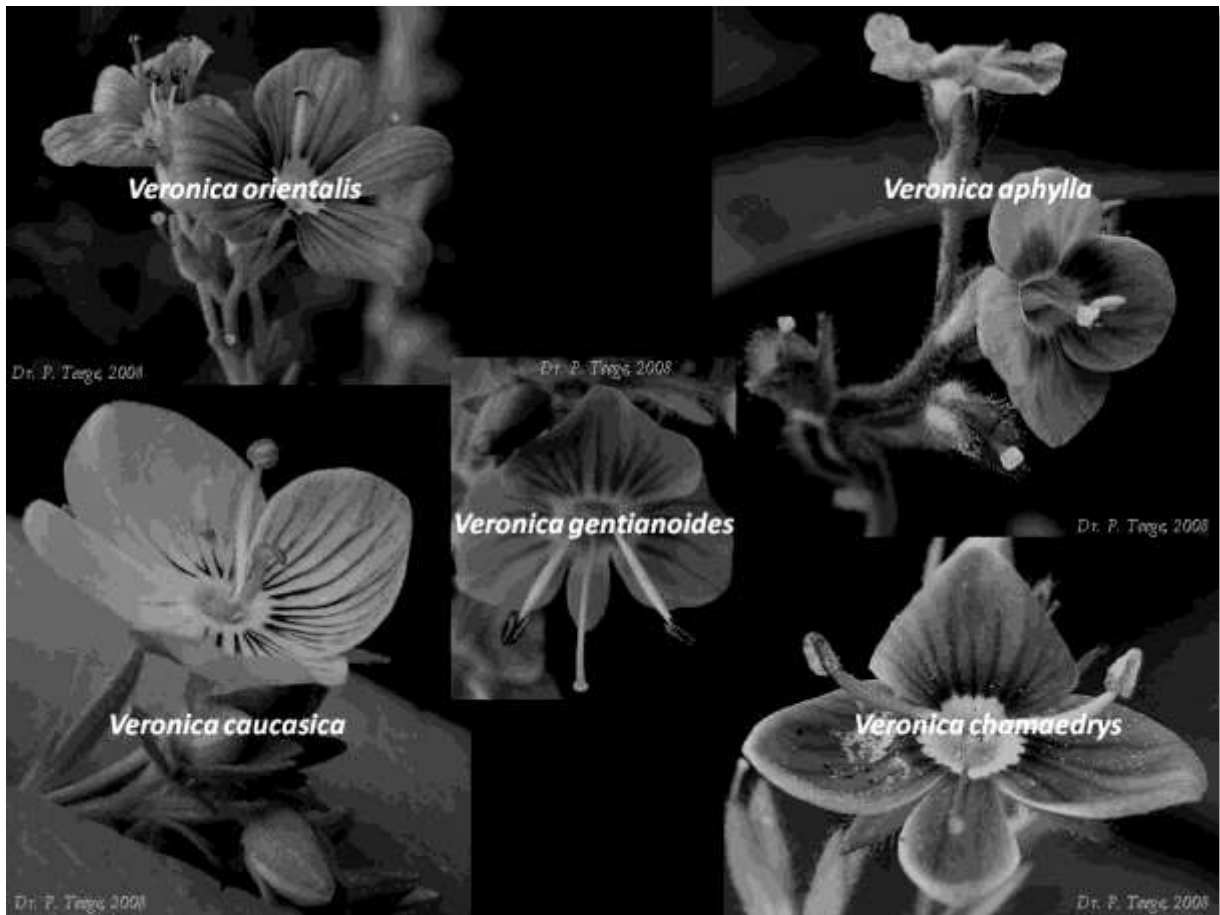 Veronica orientalis
Veronica aphylla
Dr. P. Teege, 2008
Dr. P. Teege, 2008
Veronica gentianoides
Dr. P. Teege, 2008
Veronica caucasica
Veronica chamaedrys
Dr. P. Teege, 2008
Dr. P. Teege, 2008